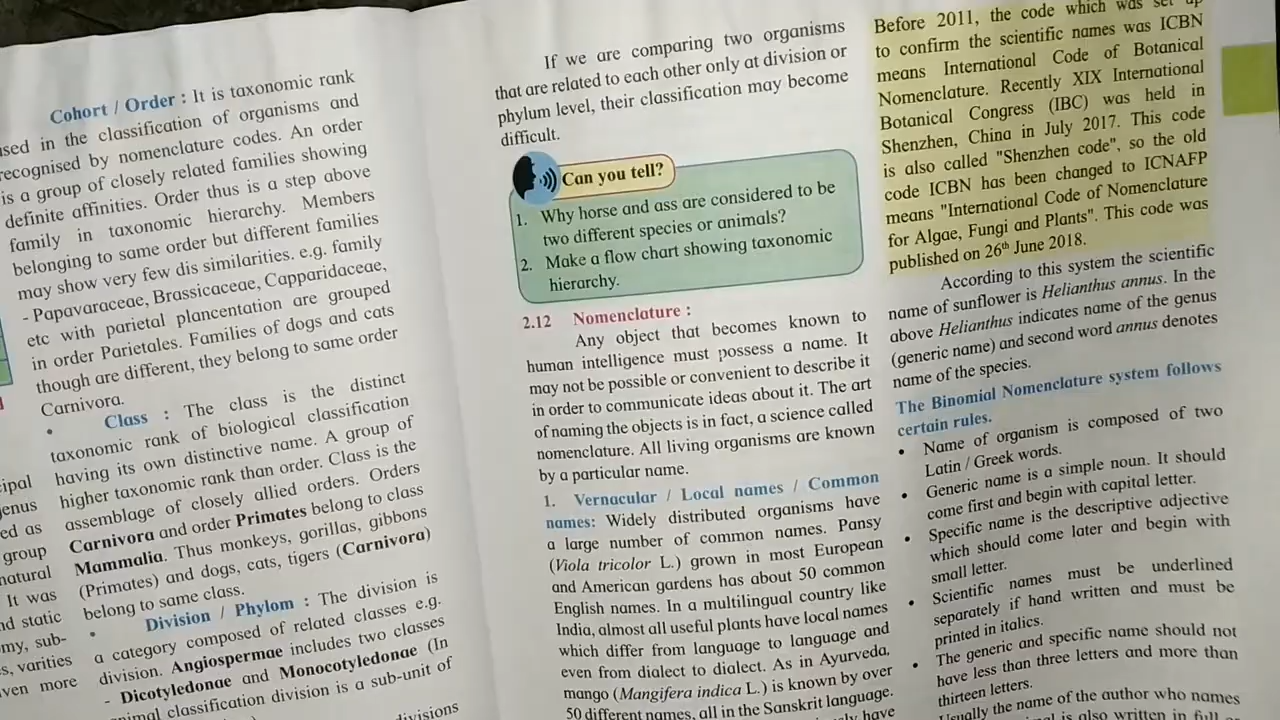 Cohort / Order : It is taxonomic rank
used in the classification of organisms and
recognised by nomenclature codes. An order
is a group of closely related families showing
definite affinities. Order thus is a step above
family in taxonomic hierarchy. Members
belonging to same order but different families
may show very few dis similarities. e.g. family
- Papavaraceae, Brassicaceae, Capparidaceae,
etc with parietal plancentation are grouped
in order Parietales. Families of dogs and cats
though are different, they belong to same order
Carnivora.
• Class : The class is the distinct
taxonomic rank of biological classification
having its own distinctive name. A group of
higher taxonomic rank than order. Class is the
assemblage of closely allied orders. Orders
Carnivora and order Primates belong to class
Mammalia. Thus monkeys, gorillas, gibbons
(Primates) and dogs, cats, tigers (Carnivora)
belong to same class.
• Division / Phylom : The division is
a category composed of related classes e.g.
division. Angiospermae includes two classes
- Dicotyledonae and Monocotyledonae (In
animal classification division is a sub-unit of
divisions
If we are comparing two organisms
that are related to each other only at division or
phylum level, their classification may become
difficult.
Can you tell?
1. Why horse and ass are considered to be
two different species or animals?
2. Make a flow chart showing taxonomic
hierarchy.
2.12 Nomenclature :
Any object that becomes known to
human intelligence must possess a name. It
may not be possible or convenient to describe it
in order to communicate ideas about it. The art
of naming the objects is in fact, a science called
nomenclature. All living organisms are known
by a particular name.
1. Vernacular / Local names / Common
names: Widely distributed organisms have
a large number of common names. Pansy
(Viola tricolor L.) grown in most European
and American gardens has about 50 common
English names. In a multilingual country like
India, almost all useful plants have local names
which differ from language to language and
even from dialect to dialect. As in Ayurveda,
mango (Mangifera indica L.) is known by over
50 different names, all in the Sanskrit language.
have
Before 2011, the code which was set up
to confirm the scientific names was ICBN
means International Code of Botanical
Nomenclature. Recently XIX International
Botanical Congress (IBC) was held in
Shenzhen, China in July 2017. This code
is also called "Shenzhen code", so the old
code ICBN has been changed to ICNAFP
means "International Code of Nomenclature
for Algae, Fungi and Plants". This code was
published on 26th June 2018.
According to this system the scientific
name of sunflower is Helianthus annus. In the
above Helianthus indicates name of the genus
(generic name) and second word annus denotes
name of the species.
The Binomial Nomenclature system follows
certain rules.
• Name of organism is composed of two
Latin / Greek words.
• Generic name is a simple noun. It should
come first and begin with capital letter.
• Specific name is the descriptive adjective
which should come later and begin with
small letter.
• Scientific names must be underlined
separately if hand written and must be
printed in italics.
• The generic and specific name should not
have less than three letters and more than
thirteen letters.
Usually the name of the author who names
is also written in full or